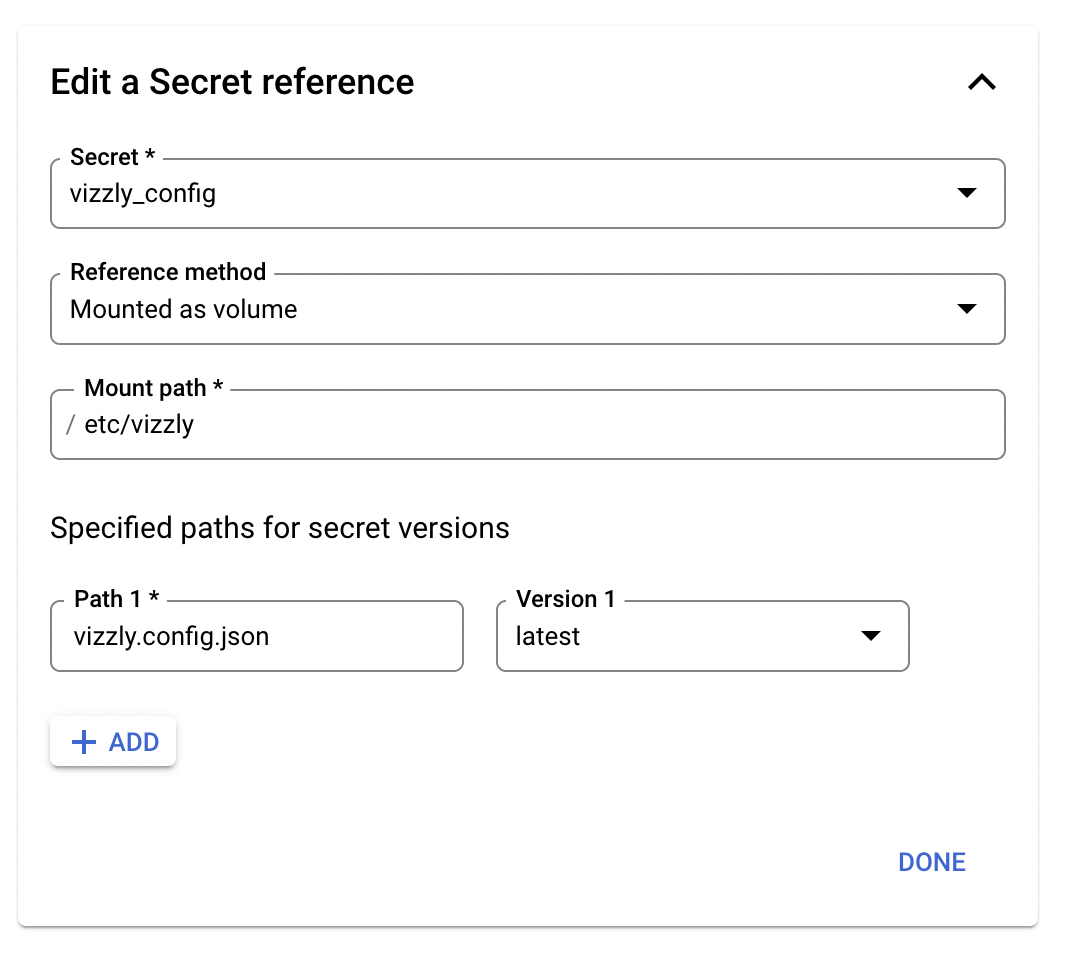 Edit a Secret reference
Secret *
vizzly_config
Reference method
Mounted as volume
Mount path *
/ etc/vizzly
Specified paths for secret versions
Path 1 *
vizzly.config.json
Version 1
latest
+ ADD
DONE